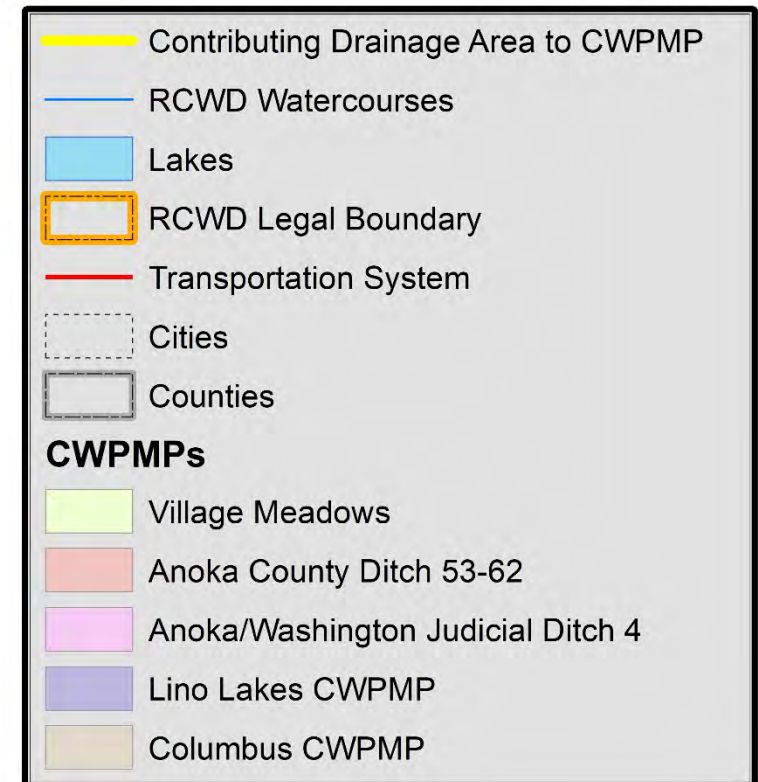 Contributing Drainage Area to CWPMP
RCWD Watercourses
Lakes
RCWD Legal Boundary
Transportation System
Cities
Counties
CWPMPs
Village Meadows
Anoka County Ditch 53-62
Anoka/Washington Judicial Ditch 4
Lino Lakes CWPMP
Columbus CWPMP